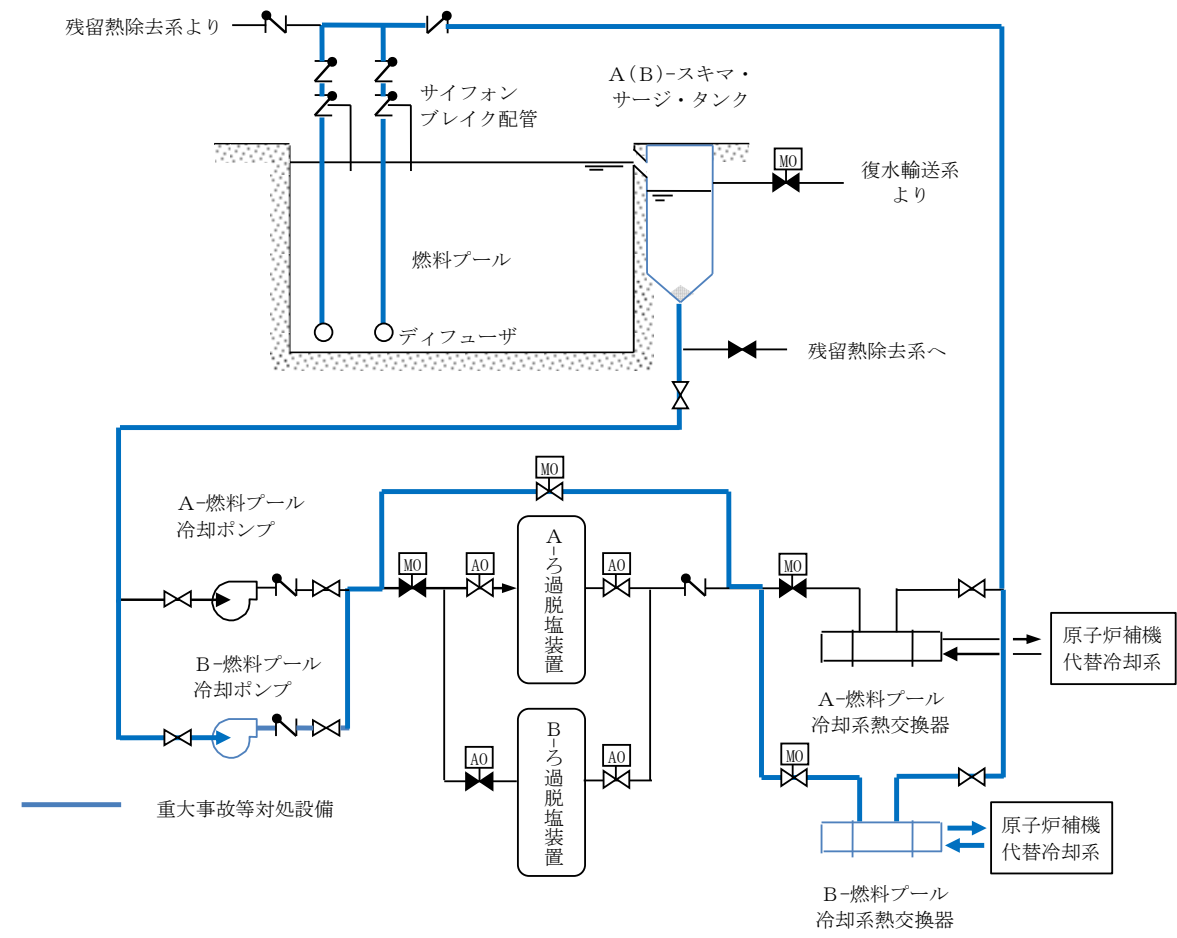 残留熱除去系より
A(B)-スキマ・
サージ・タンク
サイフォン
ブレイク配管
MO
復水輸送系
より
燃料プール
ディフューザ
残留熱除去系へ
MO
A-燃料プール
冷却ポンプ
MO
AO
A-ろ過脱塩装置
AO
MO
原子炉補機
代替冷却系
B-燃料プール
冷却ポンプ
A-燃料プール
冷却系熱交換器
AO
B-ろ過脱塩装置
AO
MO
重大事故等対処設備
原子炉補機
代替冷却系
B-燃料プール
冷却系熱交換器